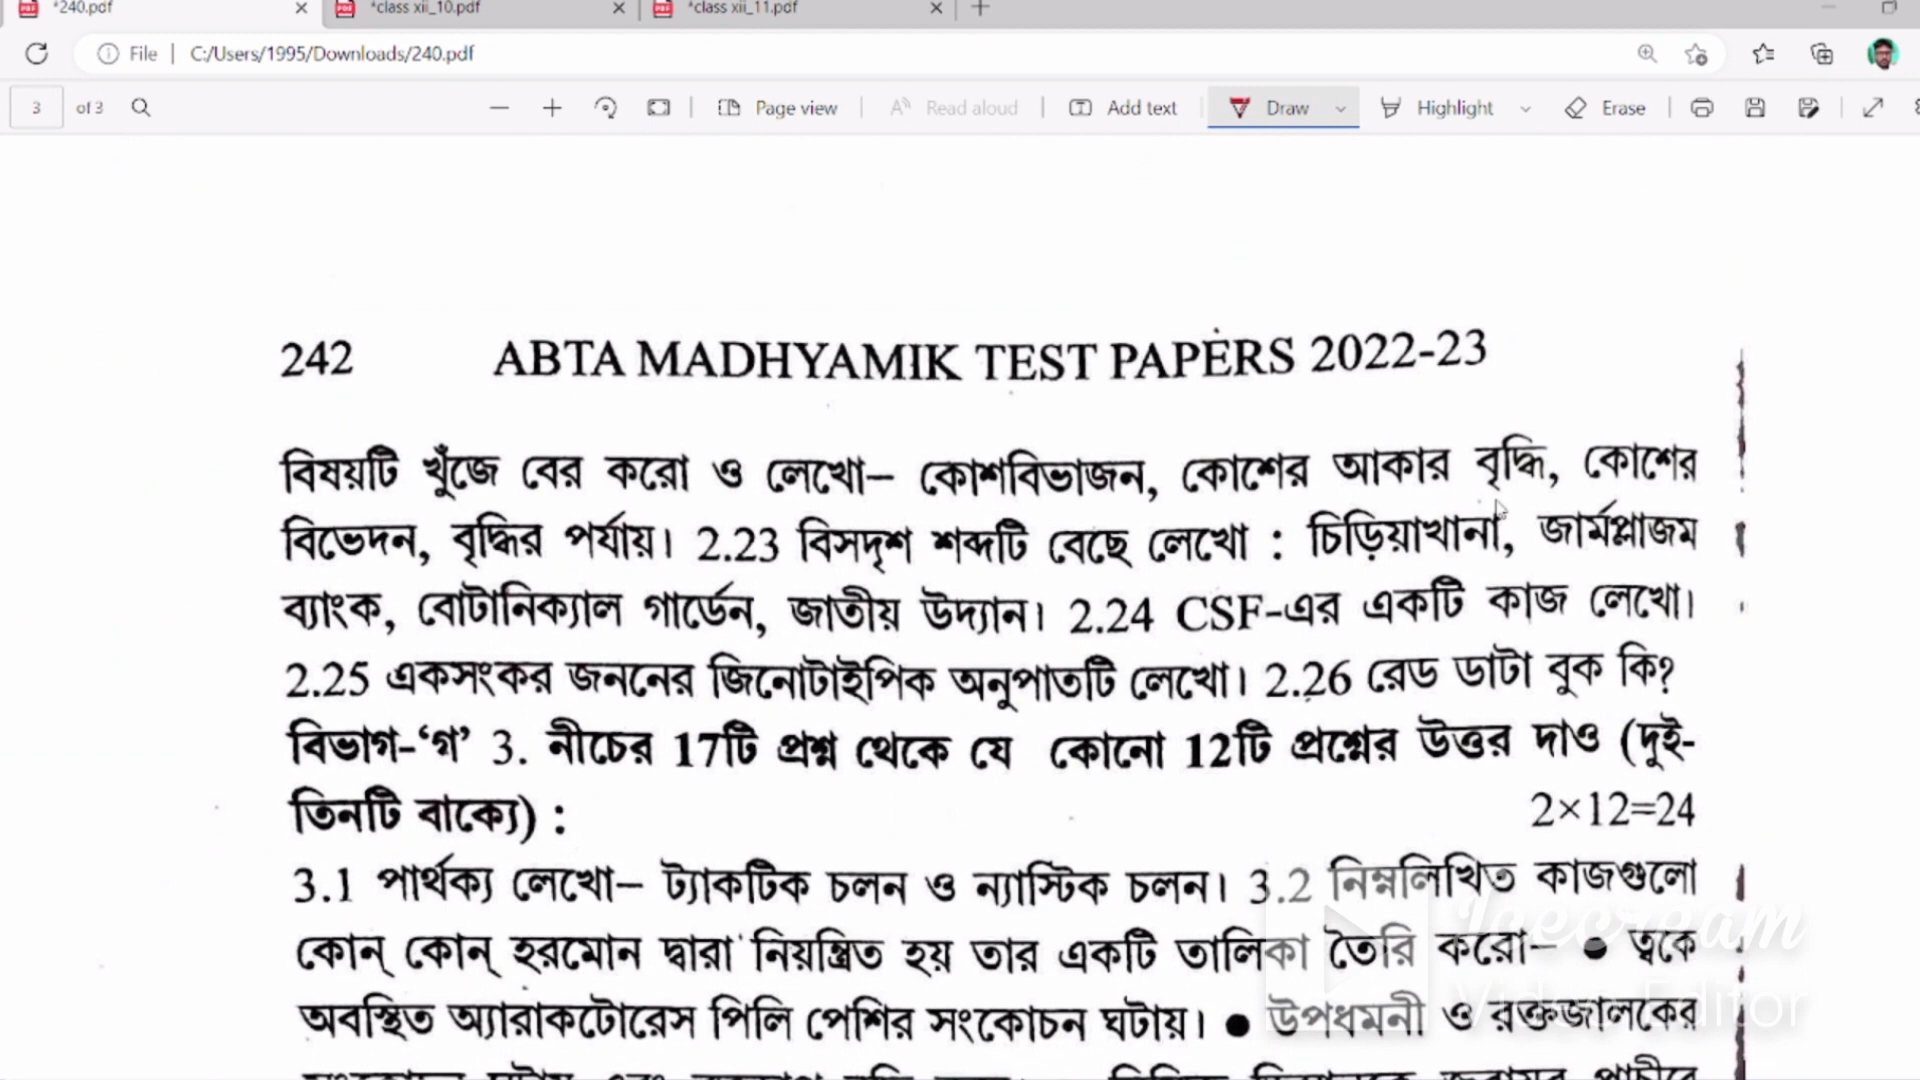 *240.pdf
*class xii_10.pdf
*class xii_11.pdf
File
C:/Users/1995/Downloads/240.pdf
3 of 3
Page view
Read aloud
Add text
Draw
Highlight
Erase
242 ABTA MADHYAMIK TEST PAPERS 2022-23
বিষয়টি খুঁজে বের করো ও লেখো– কোশবিভাজন, কোশের আকার বৃদ্ধি, কোশের
বিভেদন, বৃদ্ধির পর্যায়। 2.23 বিসদৃশ শব্দটি বেছে লেখো : চিড়িয়াখানা, জার্মপ্লাজম
ব্যাংক, বোটানিক্যাল গার্ডেন, জাতীয় উদ্যান। 2.24 CSF-এর একটি কাজ লেখো।
2.25 একসংকর জননের জিনোটাইপিক অনুপাতটি লেখো। 2.26 রেড ডাটা বুক কি?
বিভাগ-‘গ’ 3. নীচের 17টি প্রশ্ন থেকে যে কোনো 12টি প্রশ্নের উত্তর দাও (দুই-
তিনটি বাক্যে) : 2×12=24
3.1 পার্থক্য লেখো– ট্যাকটিক চলন ও ন্যাস্টিক চলন। 3.2 নিম্নলিখিত কাজগুলো
কোন্ কোন্ হরমোন দ্বারা নিয়ন্ত্রিত হয় তার একটি তালিকা তৈরি করো– ● ত্বকে
অবস্থিত অ্যারাকটোরেস পিলি পেশির সংকোচন ঘটায়। ● উপধমনী ও রক্তজালকের
Icecream
Video Editor